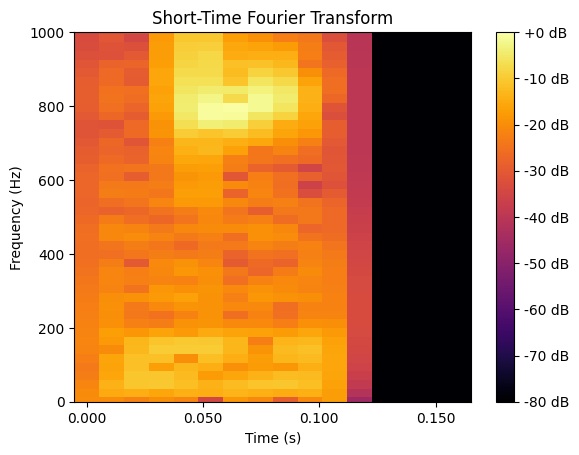 Short-Time Fourier Transform
1000
800
600
400
200
0
Frequency (Hz)
0.000
0.050
0.100
0.150
Time (s)
+0 dB
-10 dB
-20 dB
-30 dB
-40 dB
-50 dB
-60 dB
-70 dB
-80 dB